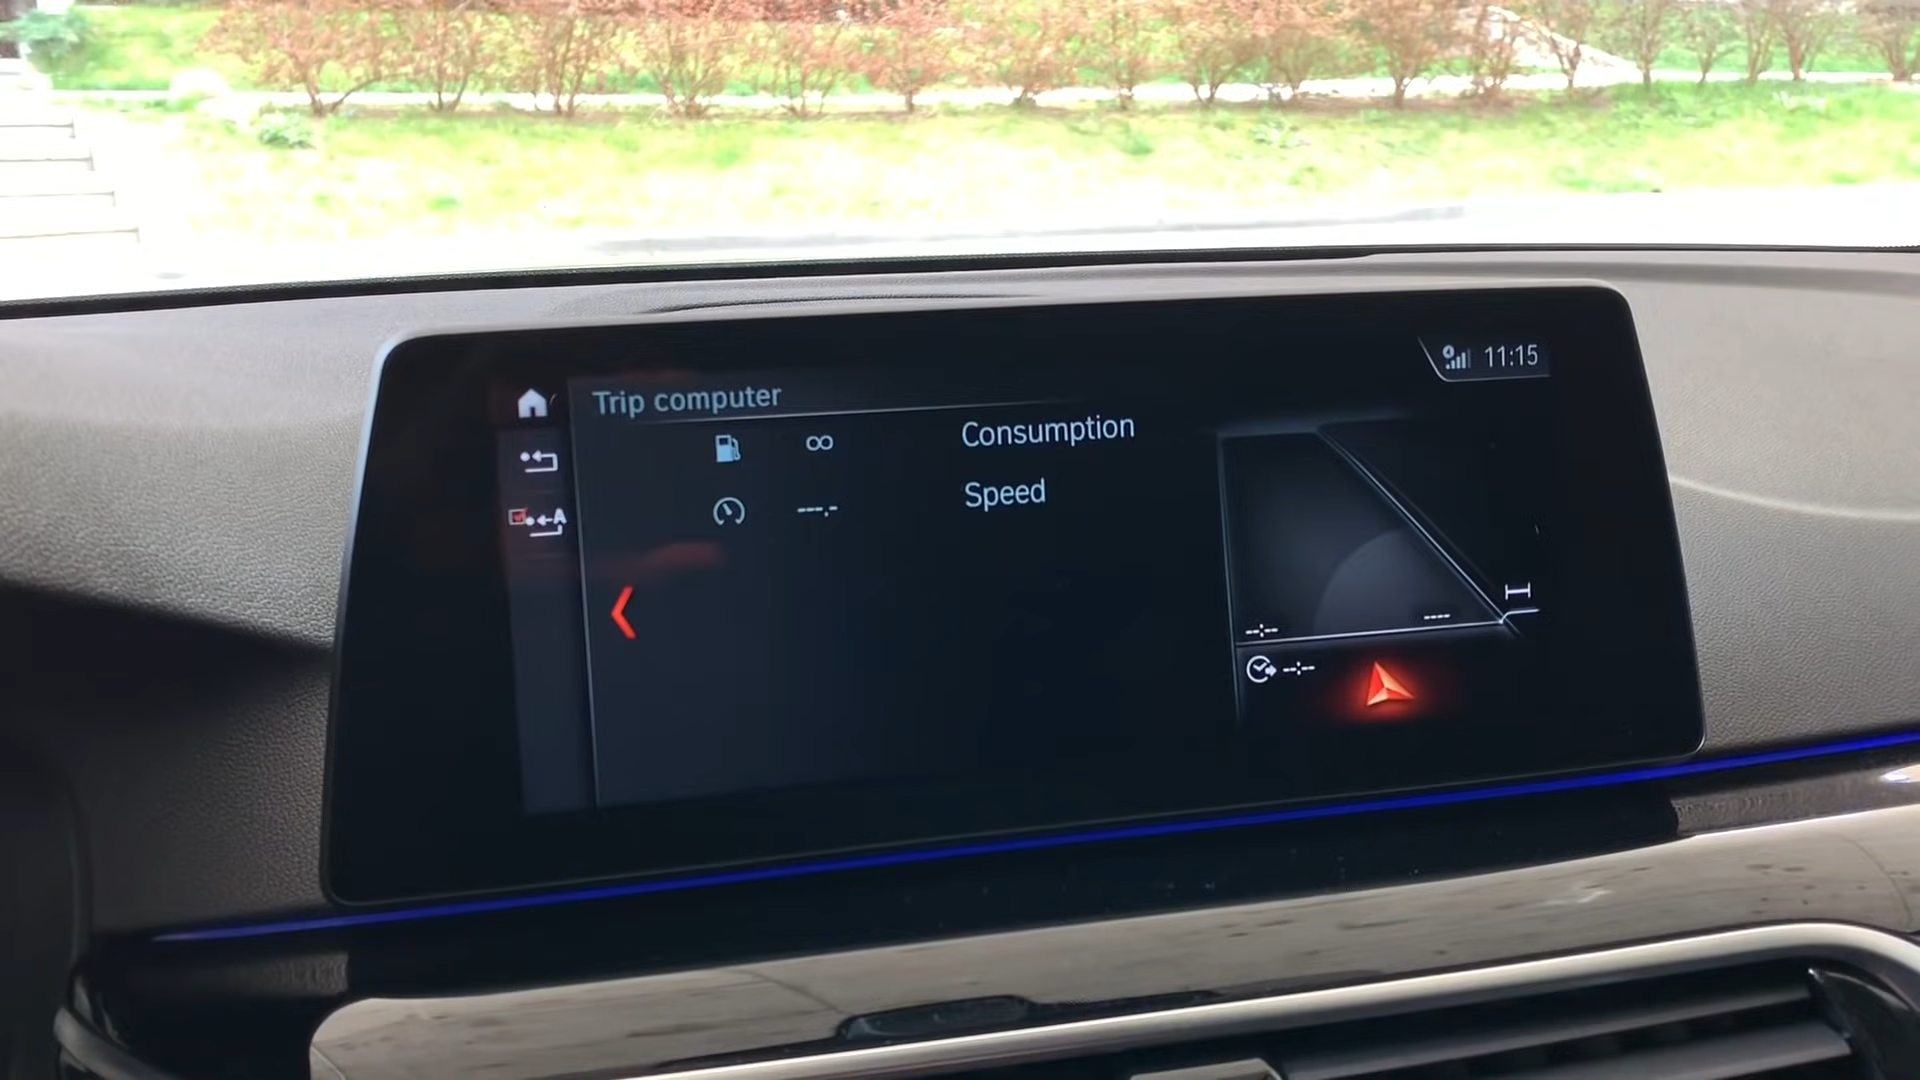 11:15
Trip computer
∞ Consumption
---.- Speed
A
--:-- ----
--:--